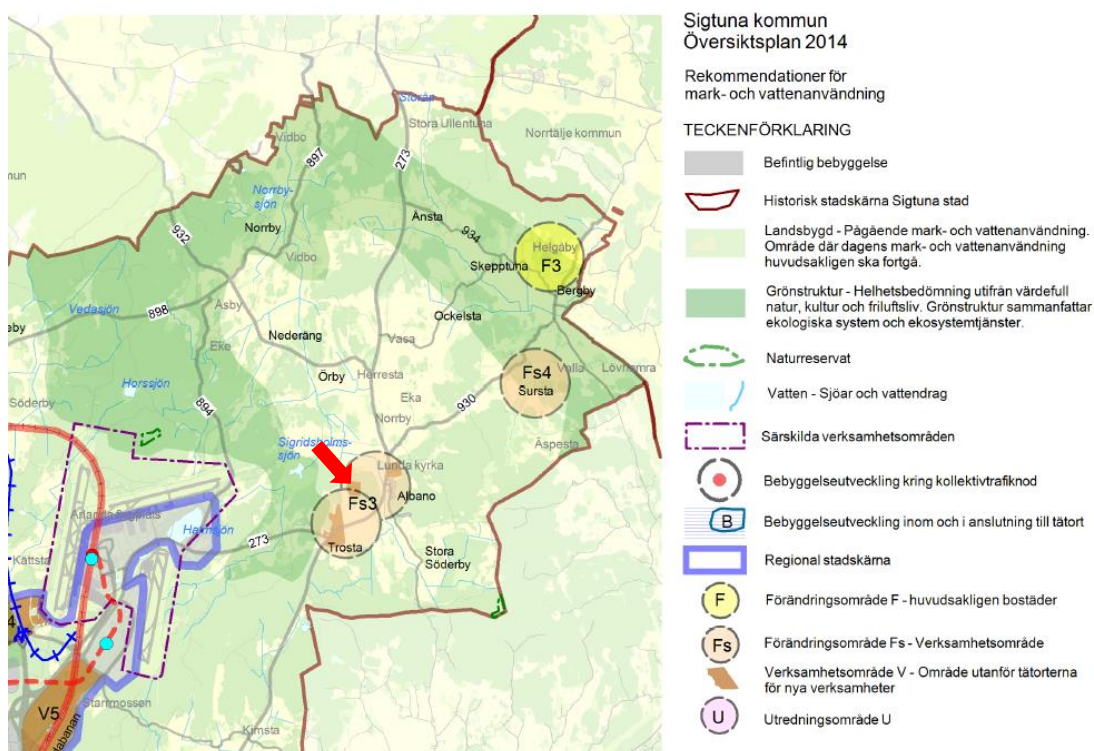 Sigtuna kommun
Översiktsplan 2014
Rekommendationer för
mark- och vattenanvändning
TECKENFÖRKLARING
Befintlig bebyggelse
Historisk stadskärna Sigtuna stad
Landsbygd - Pågående mark- och vattenanvändning.
Område där dagens mark- och vattenanvändning
huvudsakligen ska fortgå.
Grönstruktur - Helhetsbedömning utifrån värdefull
natur, kultur och friluftsliv. Grönstruktur sammanfattar
ekologiska system och ekosystemtjänster.
Naturreservat
Vatten - Sjöar och vattendrag
Särskilda verksamhetsområden
Bebyggelseutveckling kring kollektivtrafiknod
B
Bebyggelseutveckling inom och i anslutning till tätort
Regional stadskärna
F
Förändringsområde F - huvudsakligen bostäder
Fs
Förändringsområde Fs - Verksamhetsområde
Verksamhetsområde V - Område utanför tätorterna
för nya verksamheter
U
Utredningsområde U
Storån
Stora Ullentuna
Norrtälje kommun
Vidbo
897
273
Norrby-
sjön
Norrby
Änsta
934
932
Helgåby
F3
Vidbo
Skepptuna
Bergby
Vedasjön
Åsby
898
Ockelsta
Eke
Nederäng
Vasa
Valla
Lövhamra
Fs4
Horssjön
Örby
Herresta
Sursta
Söderby
Eka
930
894
Norrby
Sigridsholms-
sjön
Äspesta
Lunda kyrka
Fs3
Albano
Arlanda flygplats
Halmsjön
273
Trosta
Kättsta
Stora
Söderby
Starrmossen
V5
Kimsta